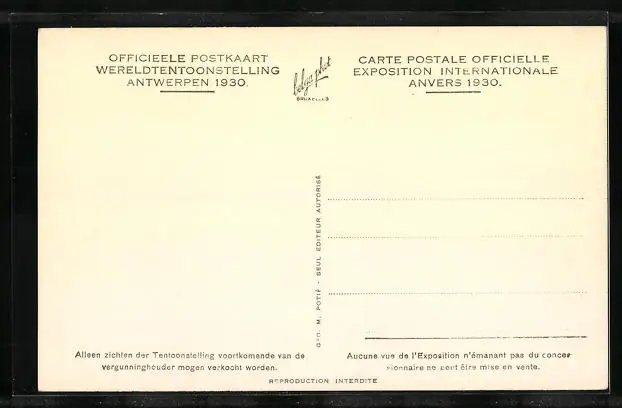 OFFICIEELE POSTKAART
WERELDTENTOONSTELLING
ANTWERPEN 1930.
belga phot
BRUXELLES
CARTE POSTALE OFFICIELLE
EXPOSITION INTERNATIONALE
ANVERS 1930.
M. POTIÉ - SEUL EDITEUR AUTORISÉ
Alleen zichten der Tentoonstelling voortkomende van de
vergunninghouder mogen verkocht worden.
Aucune vue de l'Exposition n'émanant pas du conces
sionnaire ne peut être mise en vente.
REPRODUCTION INTERDITE